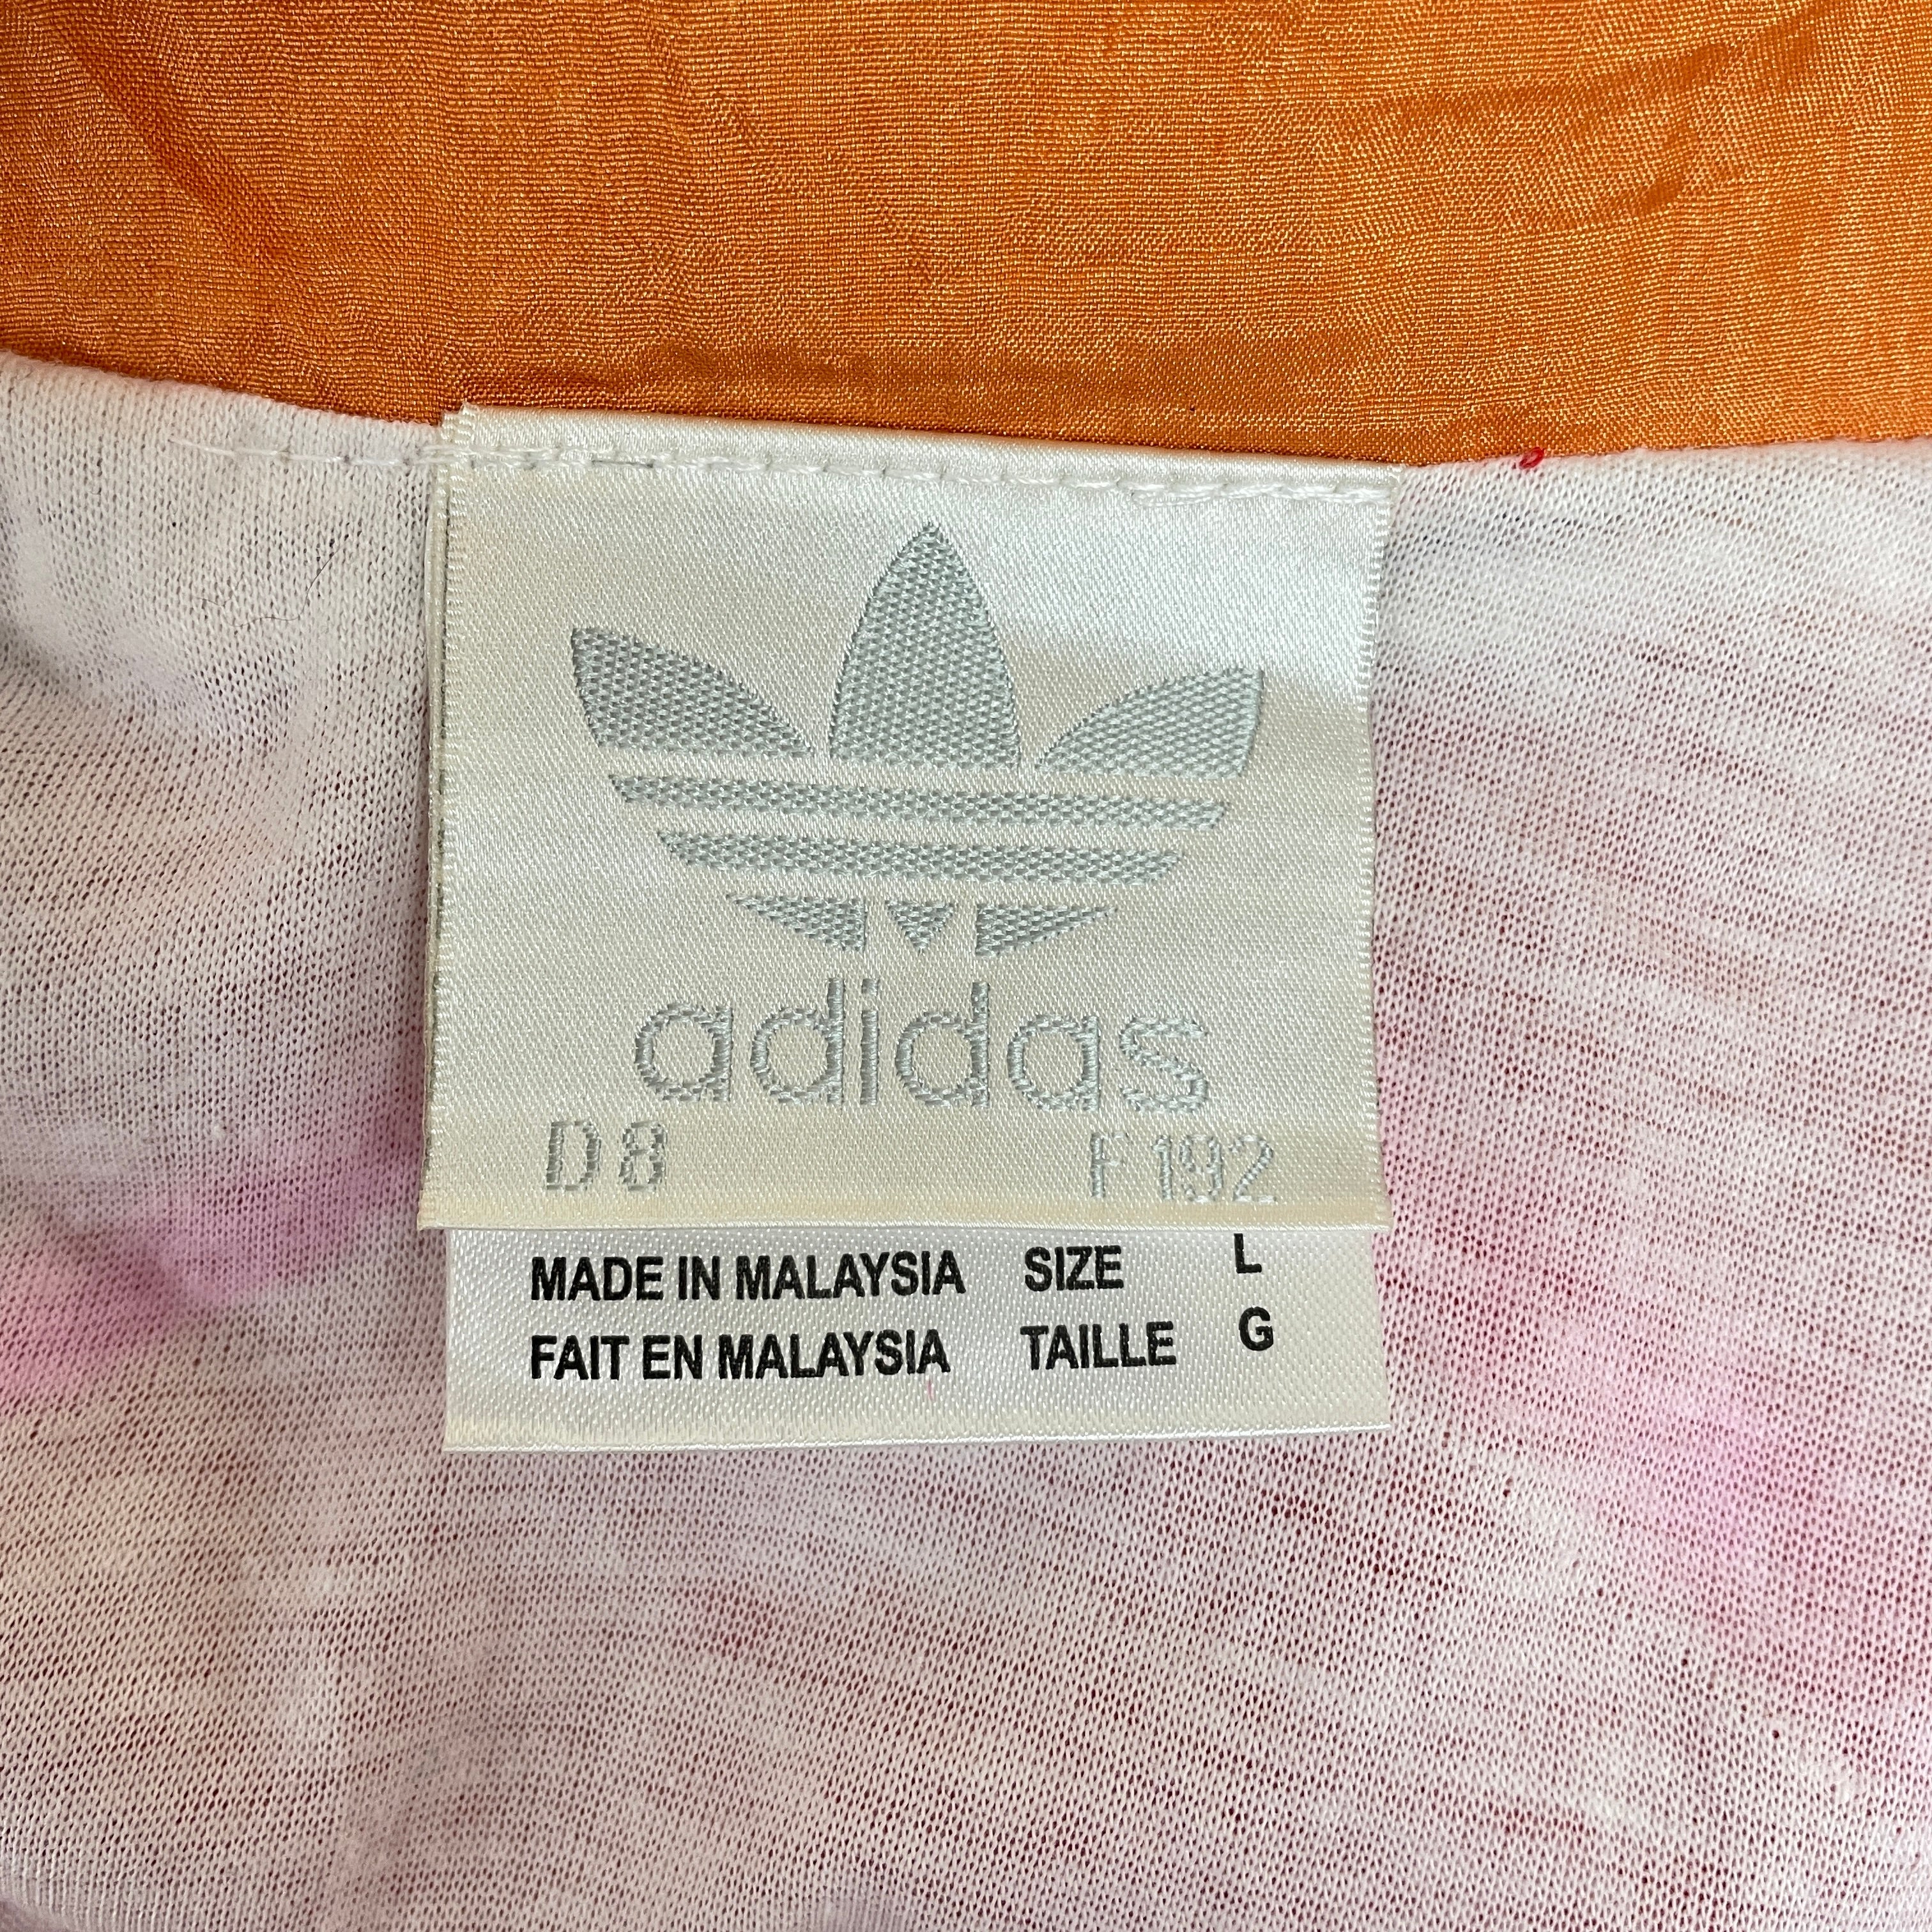 adidas
D8 F192
MADE IN MALAYSIA SIZE L
FAIT EN MALAYSIA TAILLE G